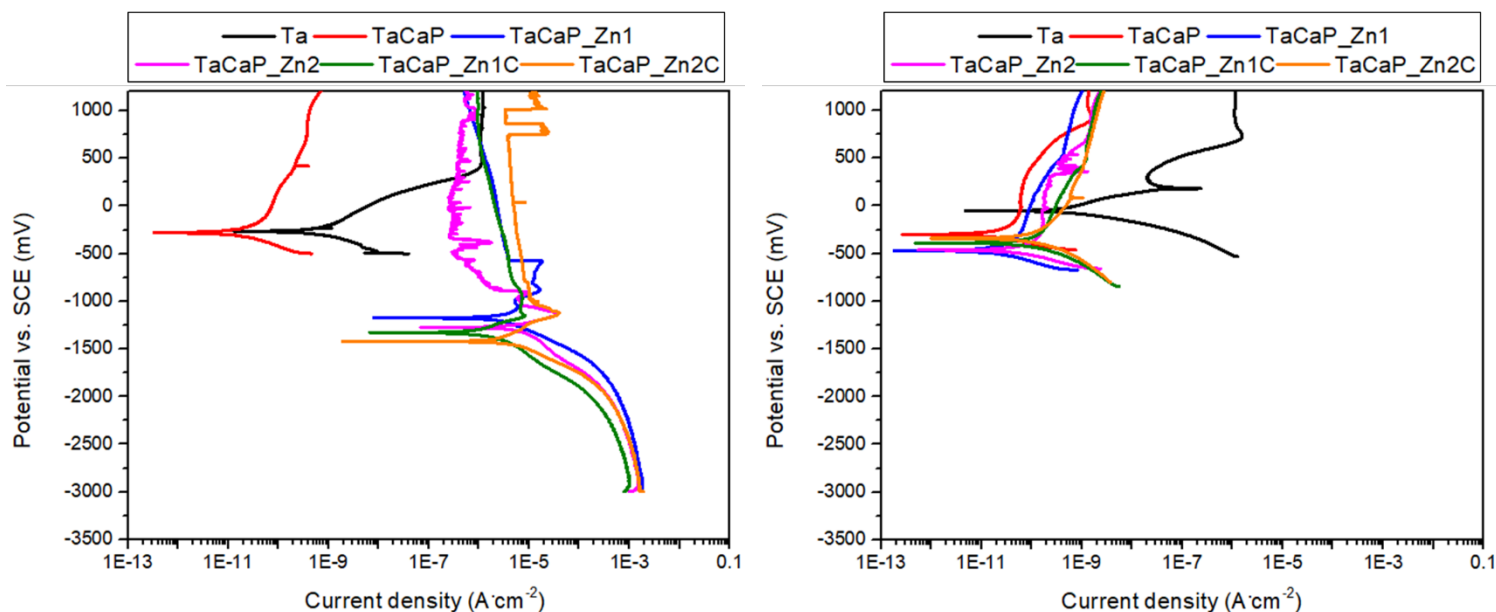 Ta TaCaP TaCaP_Zn1
TaCaP_Zn2 TaCaP_Zn1C TaCaP_Zn2C
1000
500
0
-500
-1000
-1500
-2000
-2500
-3000
-3500
Potential vs. SCE (mV)
1E-13 1E-11 1E-9 1E-7 1E-5 1E-3 0.1
Current density (A·cm-2)
Ta TaCaP TaCaP_Zn1
TaCaP_Zn2 TaCaP_Zn1C TaCaP_Zn2C
1000
500
0
-500
-1000
-1500
-2000
-2500
-3000
-3500
Potential vs. SCE (mV)
1E-13 1E-11 1E-9 1E-7 1E-5 1E-3 0.1
Current density (A·cm-2)